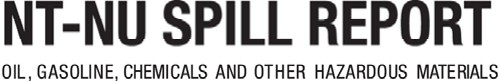 NT-NU SPILL REPORT
OIL, GASOLINE, CHEMICALS AND OTHER HAZARDOUS MATERIALS